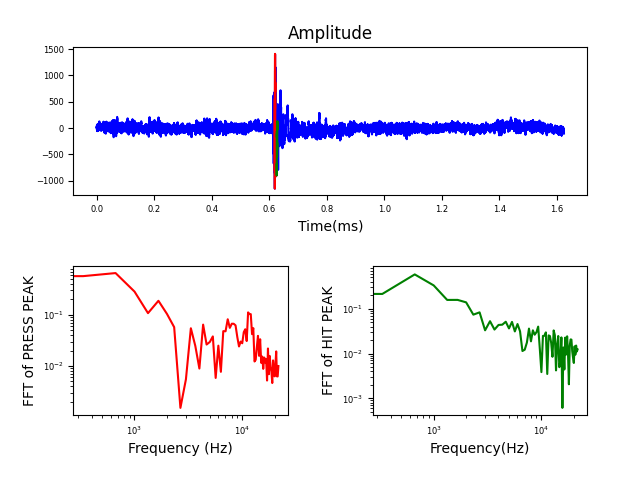 Amplitude
1500
1000
500
0
−500
−1000
0.0 0.2 0.4 0.6 0.8 1.0 1.2 1.4 1.6
Time(ms)
FFT of PRESS PEAK
10⁻¹
10⁻²
10³ 10⁴
Frequency (Hz)
FFT of HIT PEAK
10⁻¹
10⁻²
10⁻³
10³ 10⁴
Frequency(Hz)